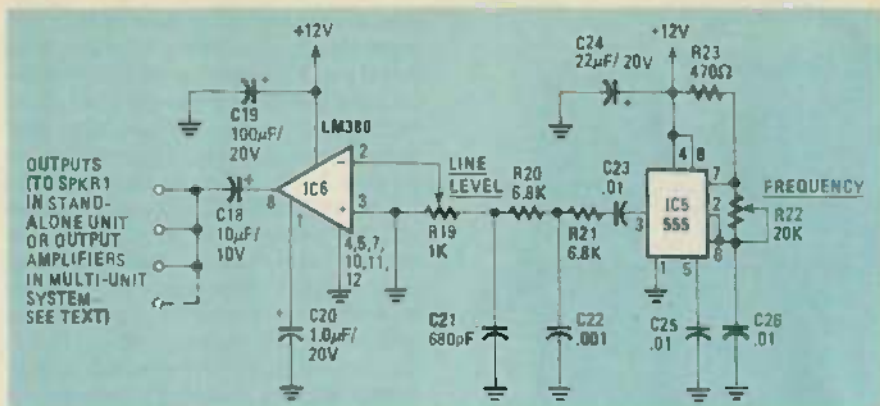 +12V
C19
100µF/
20V
LM380
OUTPUTS
(TO SPKR1
IN STAND-
ALONE UNIT
OR OUTPUT
AMPLIFIERS
IN MULTI-UNIT
SYSTEM—
SEE TEXT)
C18
10µF/
10V
8
IC6
−
2
+
3
1
4,5,7,
10,11,
12
C20
1.0µF/
20V
LINE
LEVEL
R19
1K
C21
680pF
R20
6.8K
C22
.001
R21
6.8K
C23
.01
C24
22µF/20V
+12V
R23
470Ω
4
8
7
2
6
3
IC5
555
1
5
FREQUENCY
R22
20K
C25
.01
C26
.01